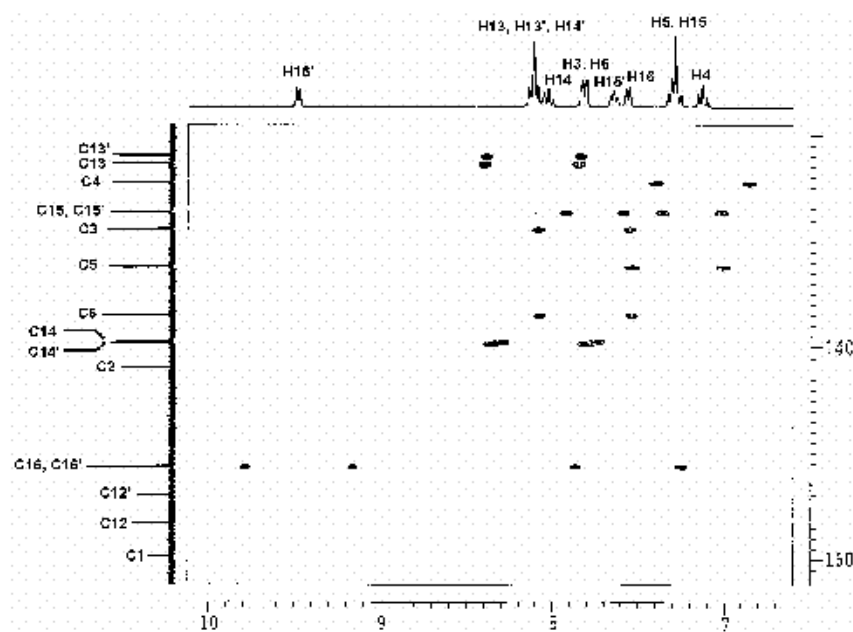 H5, H15
H13, H13', H14'
H3, H6
H16'
H14
H15'
H16
H4
C13'
C13
C4
C15, C15'
C3
C5
C6
C14
C14'
C2
140
C16, C16'
C12'
C12
C1
150
10
9
8
7